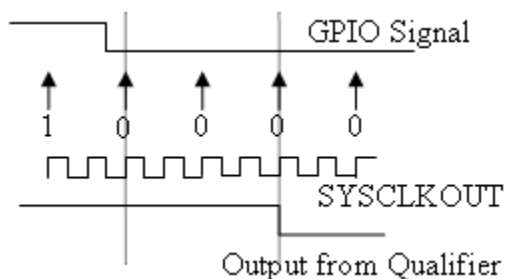 GPIO Signal
1 0 0 0 0
SYSCLKOUT
Output from Qualifier